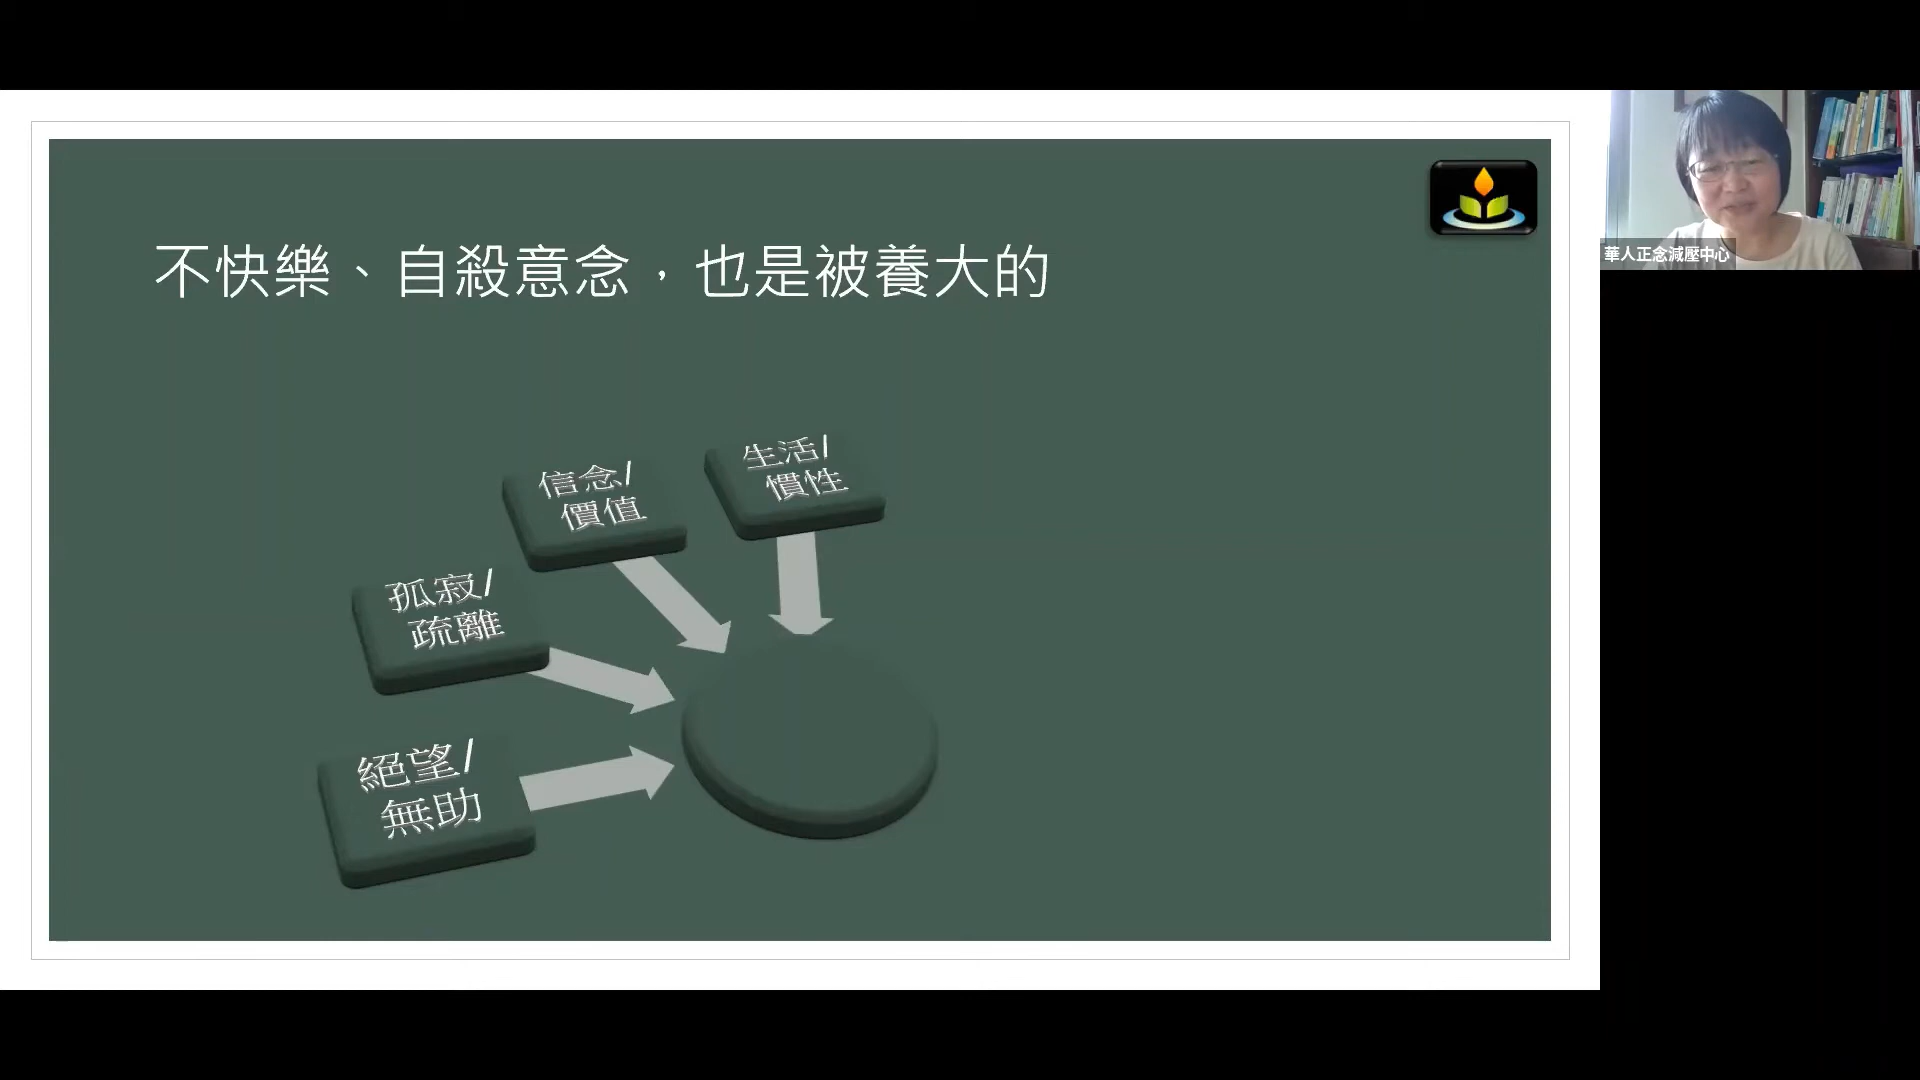 不快樂、自殺意念，也是被養大的
生活/
慣性
信念/
價值
孤寂/
疏離
絕望/
無助
華人正念減壓中心